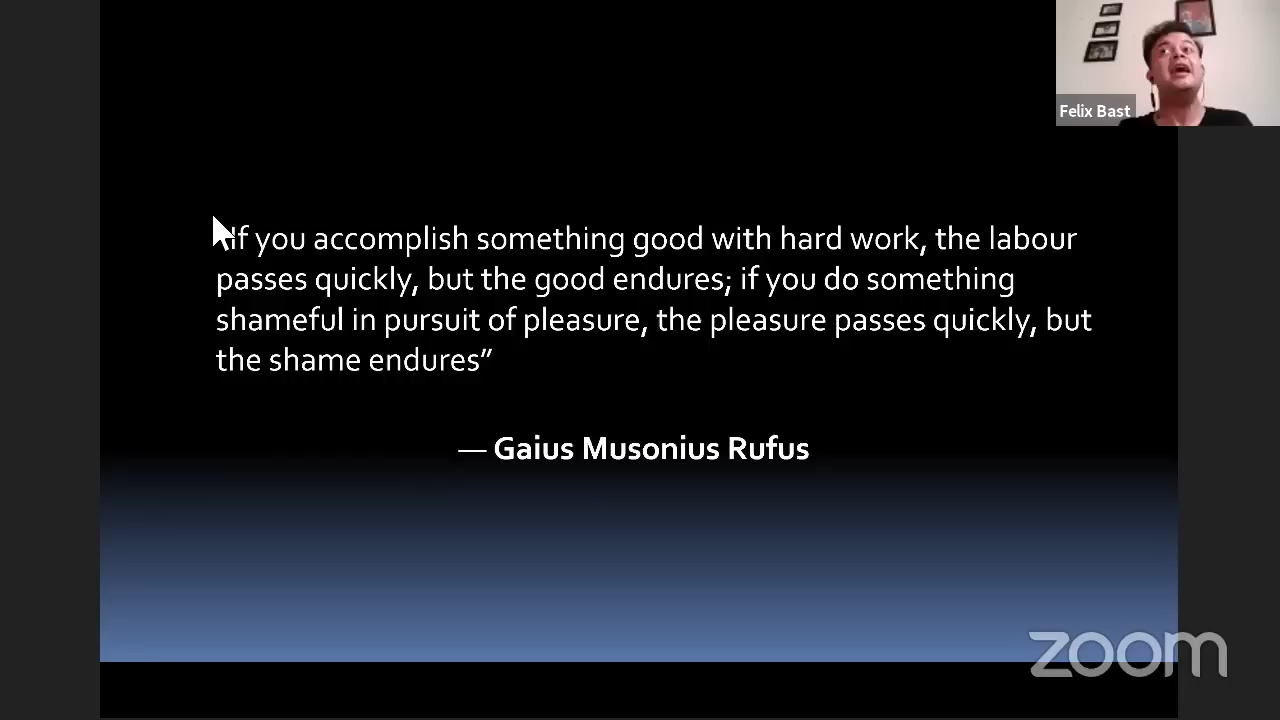 Felix Bast
If you accomplish something good with hard work, the labour
passes quickly, but the good endures; if you do something
shameful in pursuit of pleasure, the pleasure passes quickly, but
the shame endures”
— Gaius Musonius Rufus
zoom